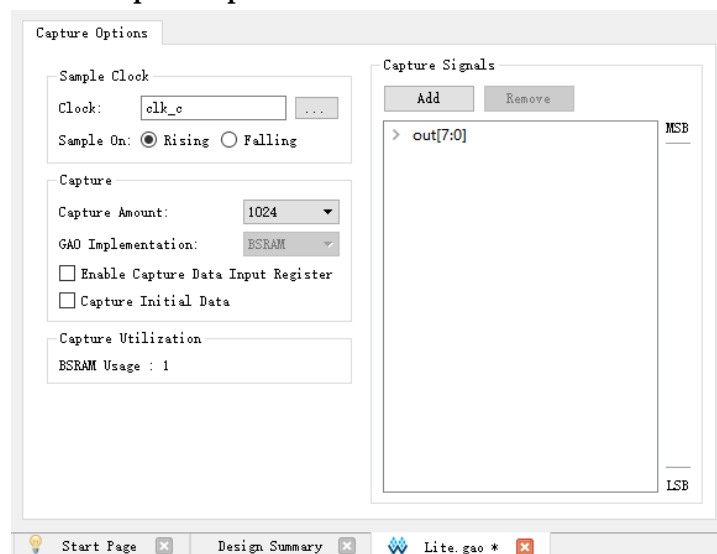 Capture Options
Sample Clock
Clock: clk_c ...
Sample On: Rising Falling
Capture
Capture Amount: 1024
GAO Implementation: BSRAM
Enable Capture Data Input Register
Capture Initial Data
Capture Utilization
BSRAM Usage : 1
Capture Signals
Add Remove
out[7:0]
MSB
LSB
Start Page Design Summary Lite.gao *